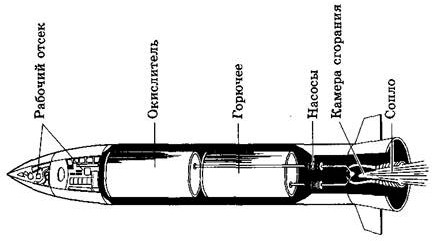 Рабочий отсек
Окислитель
Горючее
Насосы
Камера сгорания
Сопло